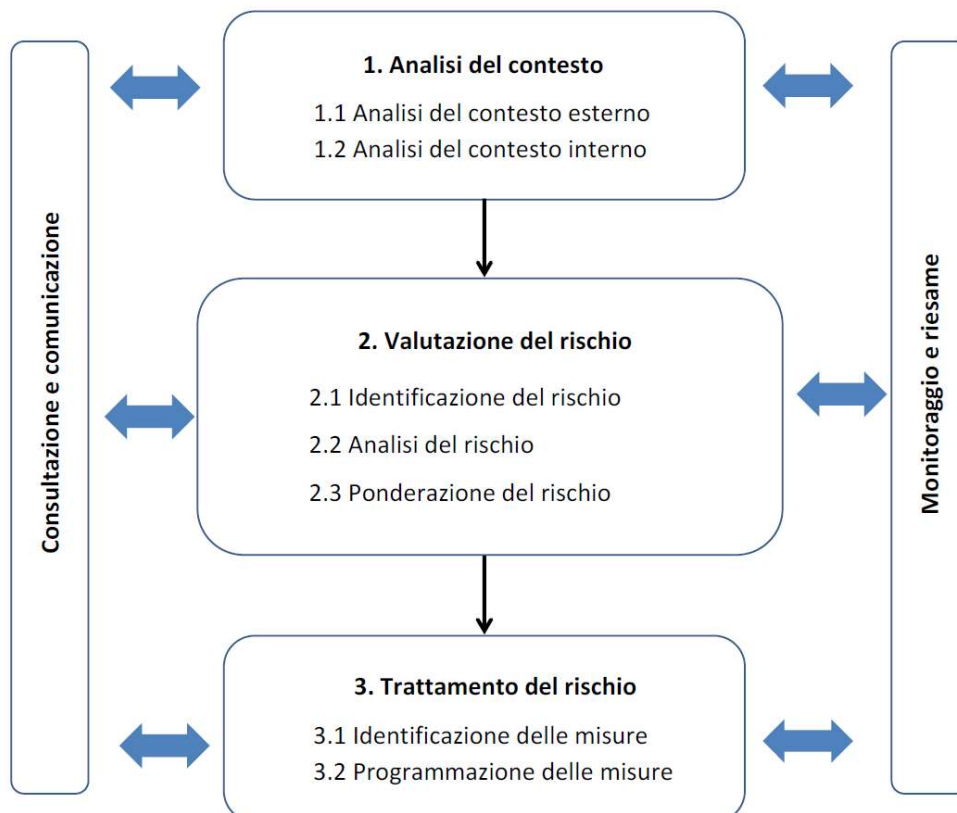 Consultazione e comunicazione
1. Analisi del contesto
1.1 Analisi del contesto esterno
1.2 Analisi del contesto interno
2. Valutazione del rischio
2.1 Identificazione del rischio
2.2 Analisi del rischio
2.3 Ponderazione del rischio
3. Trattamento del rischio
3.1 Identificazione delle misure
3.2 Programmazione delle misure
Monitoraggio e riesame